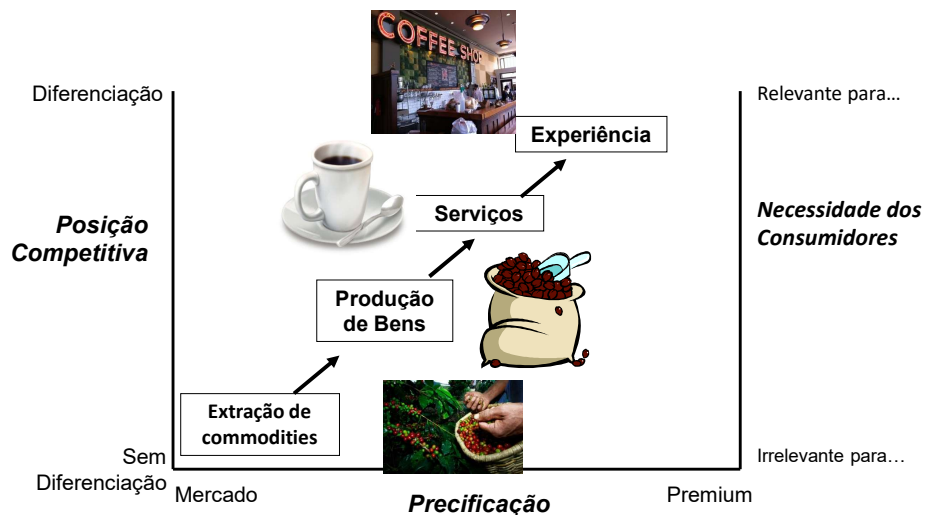 COFFEE SHOP
Diferenciação
Relevante para...
Experiência
Serviços
Posição
Competitiva
Necessidade dos
Consumidores
Produção
de Bens
Extração de
commodities
Sem
Diferenciação
Irrelevante para...
Mercado
Precificação
Premium